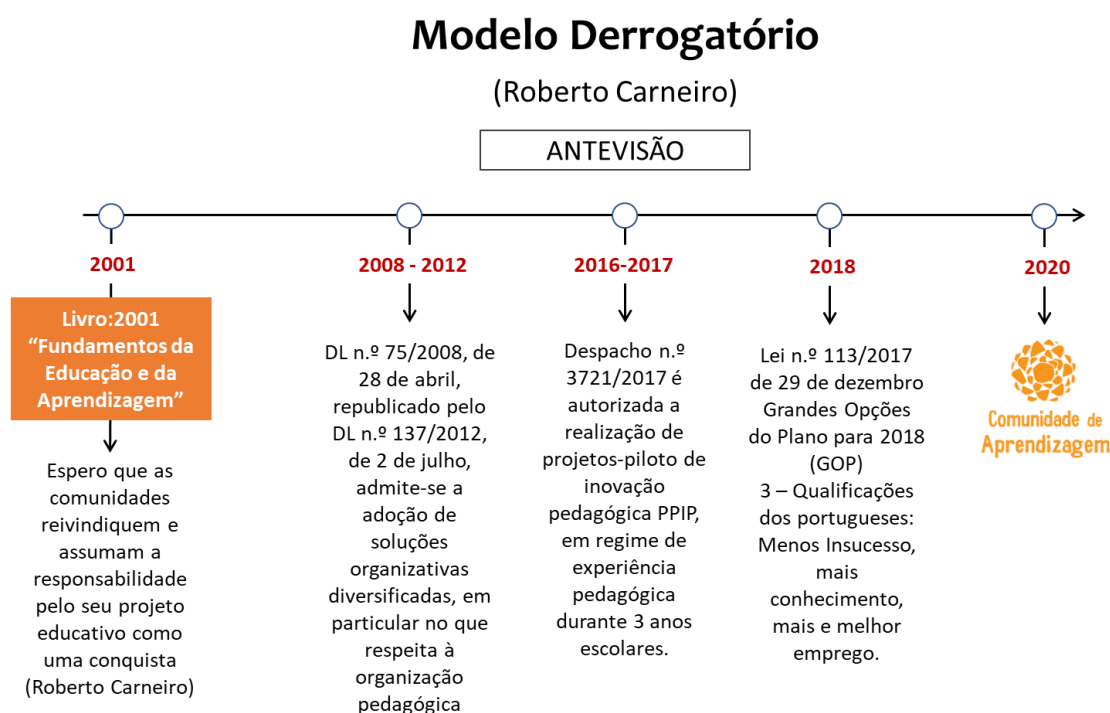 Modelo Derrogatório
(Roberto Carneiro)
ANTEVISÃO
2001
Livro:2001
“Fundamentos da
Educação e da
Aprendizagem”
Espero que as
comunidades
reivindiquem e
assumam a
responsabilidade
pelo seu projeto
educativo como
uma conquista
(Roberto Carneiro)
2008 - 2012
DL n.º 75/2008, de
28 de abril,
republicado pelo
DL n.º 137/2012,
de 2 de julho,
admite-se a
adoção de
soluções
organizativas
diversificadas, em
particular no que
respeita à
organização
pedagógica
2016-2017
Despacho n.º
3721/2017 é
autorizada a
realização de
projetos-piloto de
inovação
pedagógica PPIP,
em regime de
experiência
pedagógica
durante 3 anos
escolares.
2018
Lei n.º 113/2017
de 29 de dezembro
Grandes Opções
do Plano para 2018
(GOP)
3 – Qualificações
dos portugueses:
Menos Insucesso,
mais
conhecimento,
mais e melhor
emprego.
2020
Comunidade de
Aprendizagem